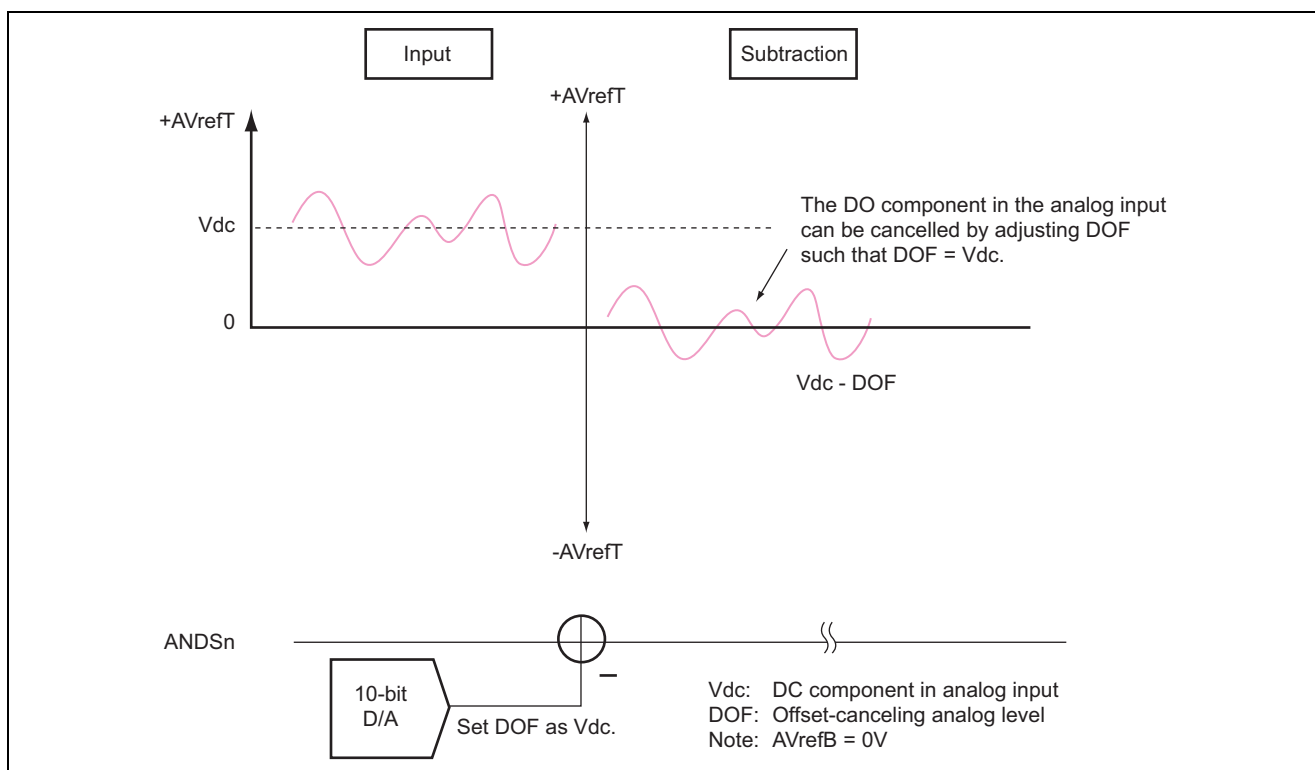 Input
Subtraction
+AVrefT
+AVrefT
Vdc
The DO component in the analog input
can be cancelled by adjusting DOF
such that DOF = Vdc.
0
Vdc - DOF
-AVrefT
ANDSn
−
10-bit
D/A
Set DOF as Vdc.
Vdc: DC component in analog input
DOF: Offset-canceling analog level
Note: AVrefB = 0V